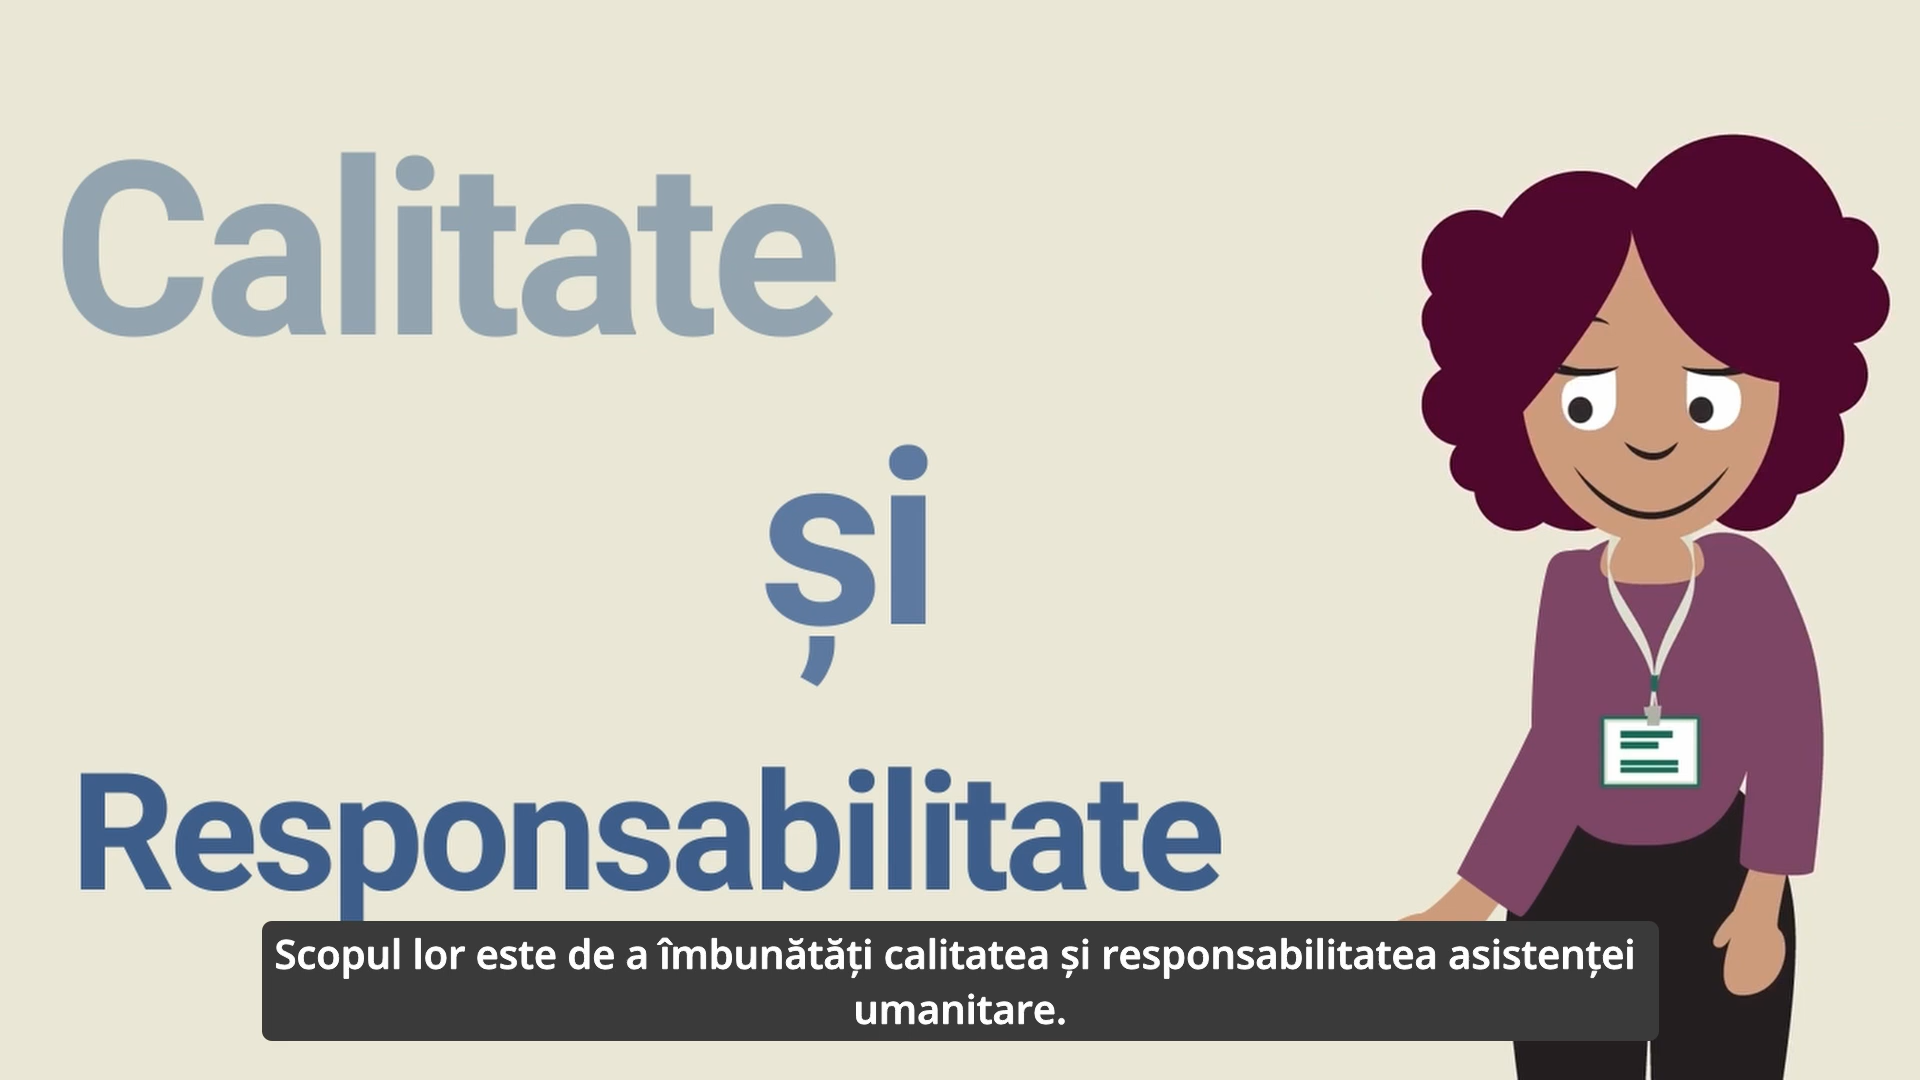 Calitate
și
Responsabilitate
Scopul lor este de a îmbunătăți calitatea și responsabilitatea asistenței
umanitare.